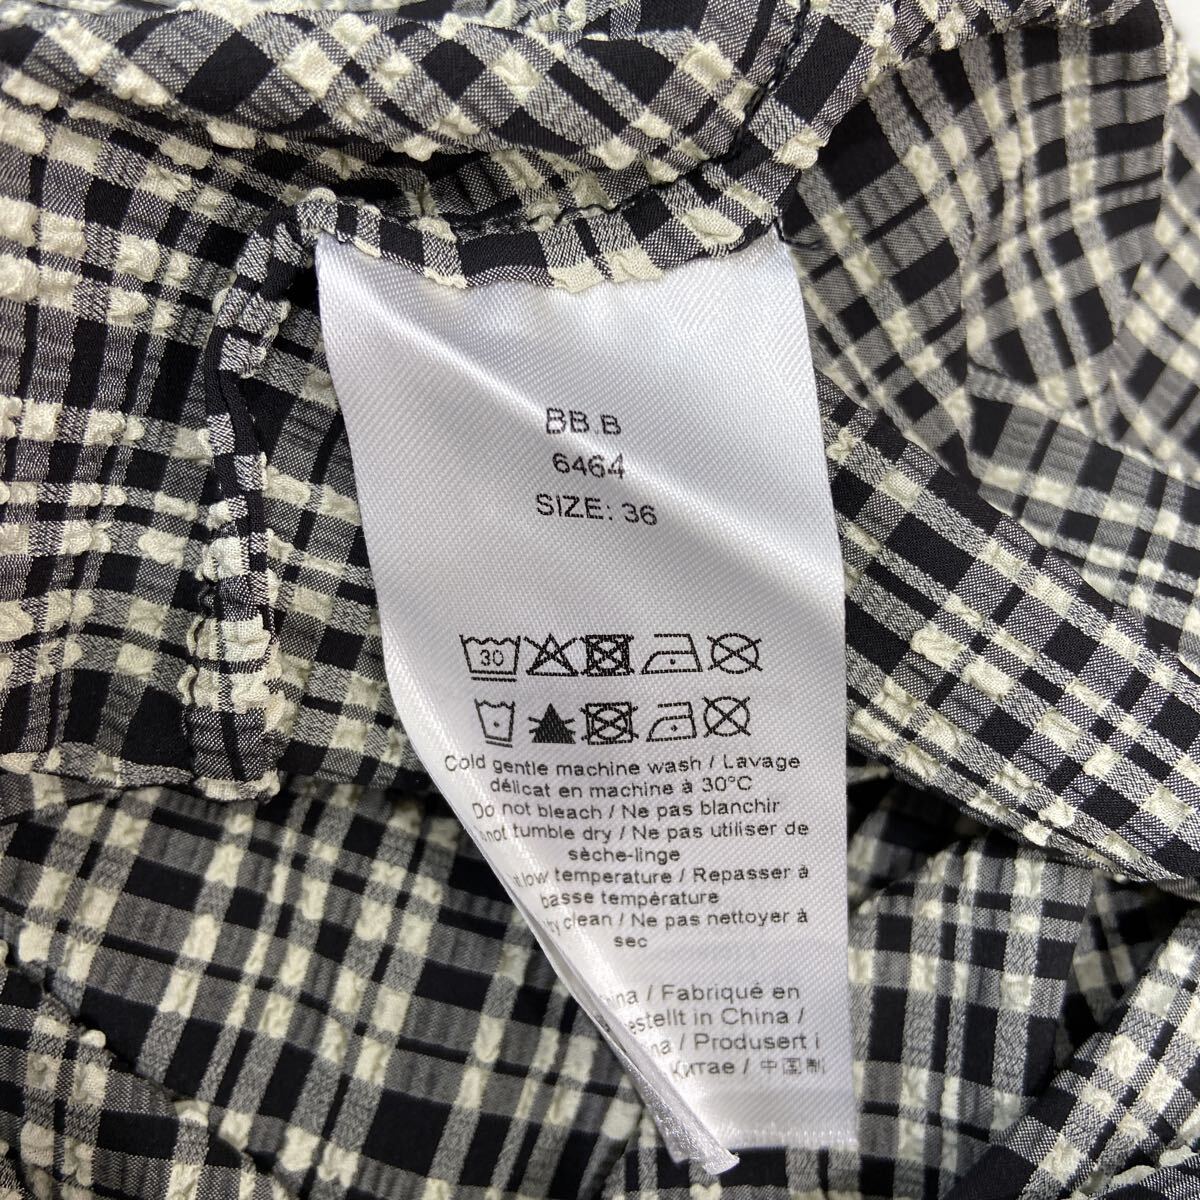 BB.B
6464
SIZE: 36
30
Cold gentle machine wash / Lavage
délicat en machine à 30°C
Do not bleach / Ne pas blanchir
not tumble dry / Ne pas utiliser de
sèche-linge
low temperature / Repasser à
basse température
clean / Ne pas nettoyer à
sec
/ Fabriqué en
in China /
/ Produsert i
Китае / 中国制